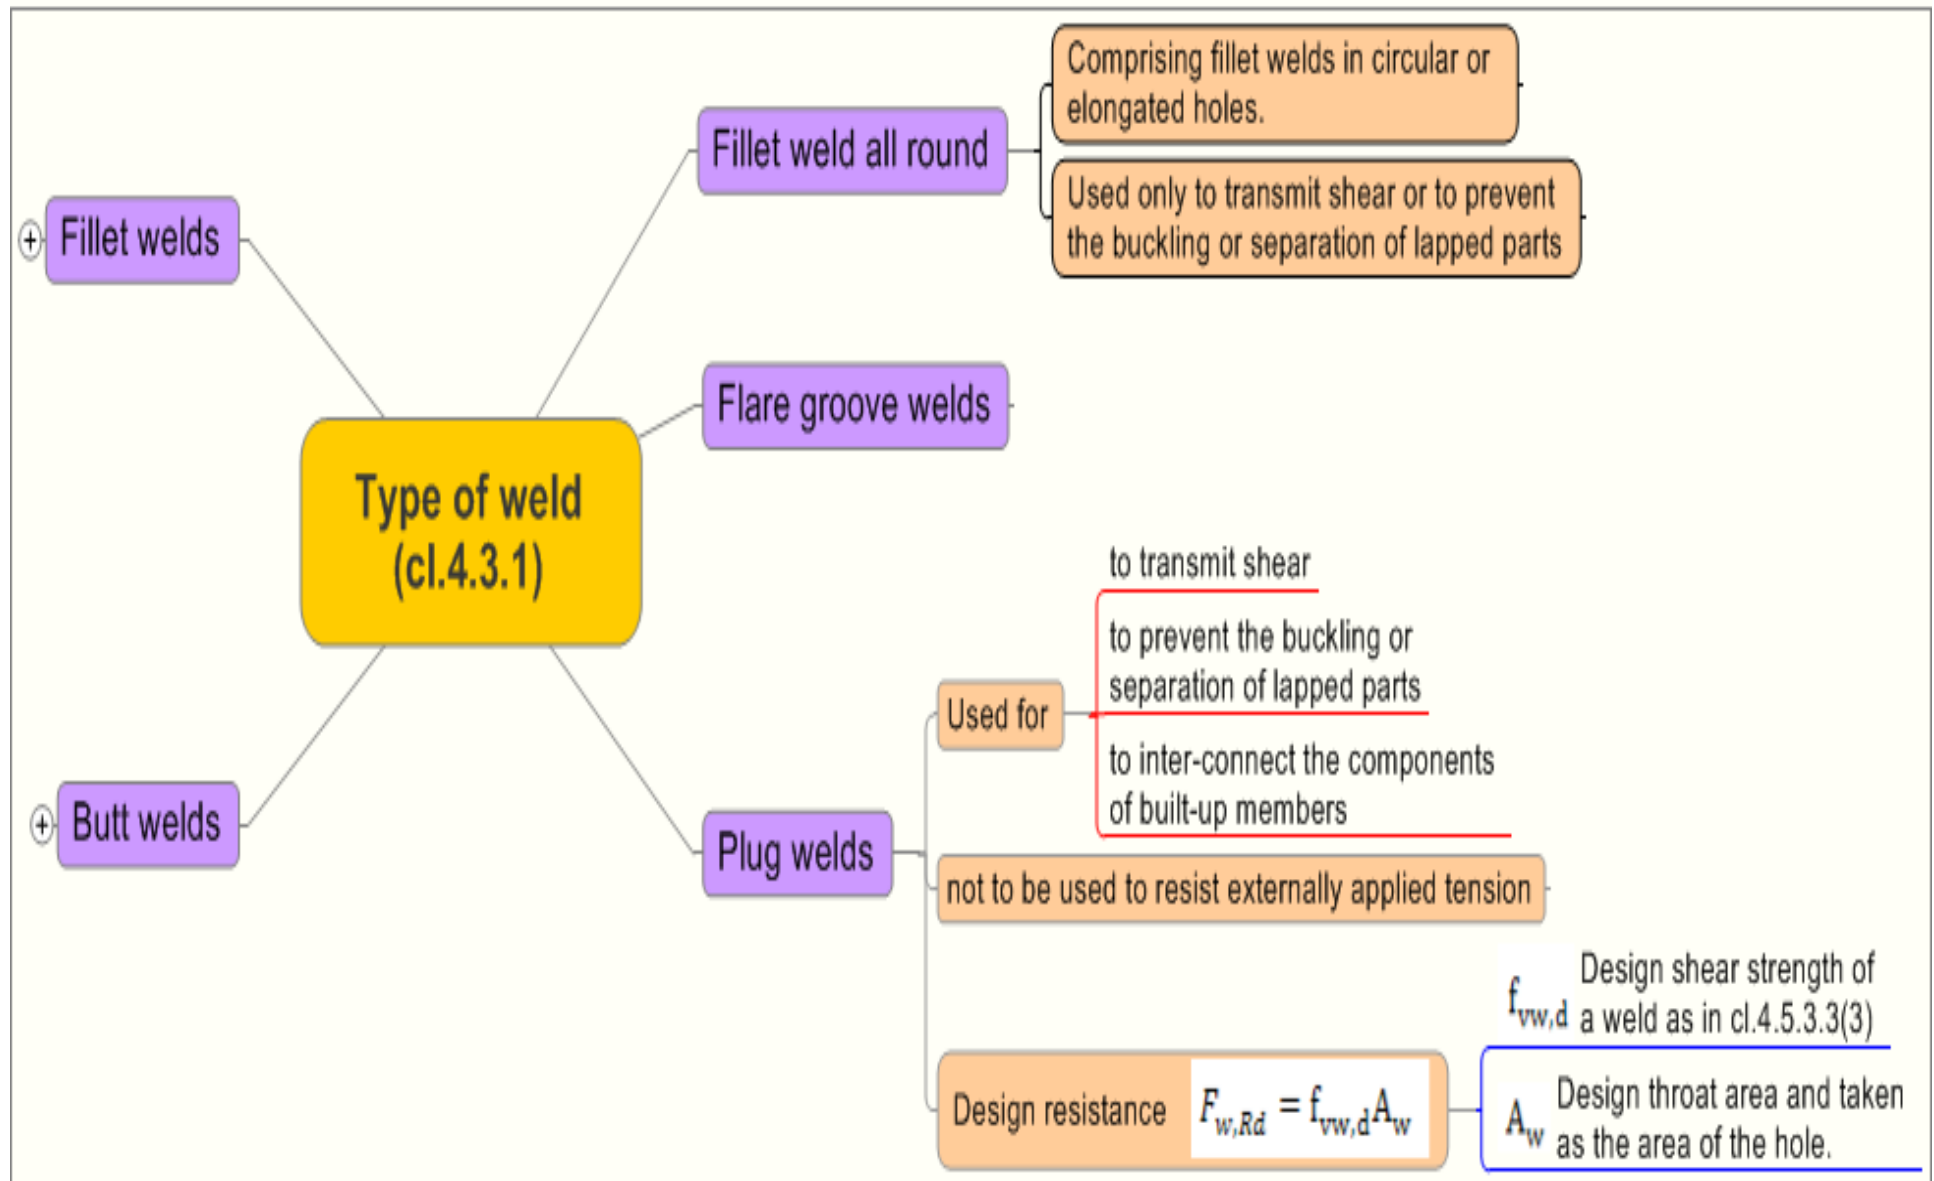 Comprising fillet welds in circular or
elongated holes.
Fillet weld all round
Used only to transmit shear or to prevent
the buckling or separation of lapped parts
+ Fillet welds
Flare groove welds
Type of weld
(cl.4.3.1)
to transmit shear
to prevent the buckling or
separation of lapped parts
Used for
to inter-connect the components
of built-up members
+ Butt welds
Plug welds
not to be used to resist externally applied tension
Design resistance F_{w,Rd} = f_{vw,d}A_w
f_{vw,d} Design shear strength of
a weld as in cl.4.5.3.3(3)
A_w Design throat area and taken
as the area of the hole.